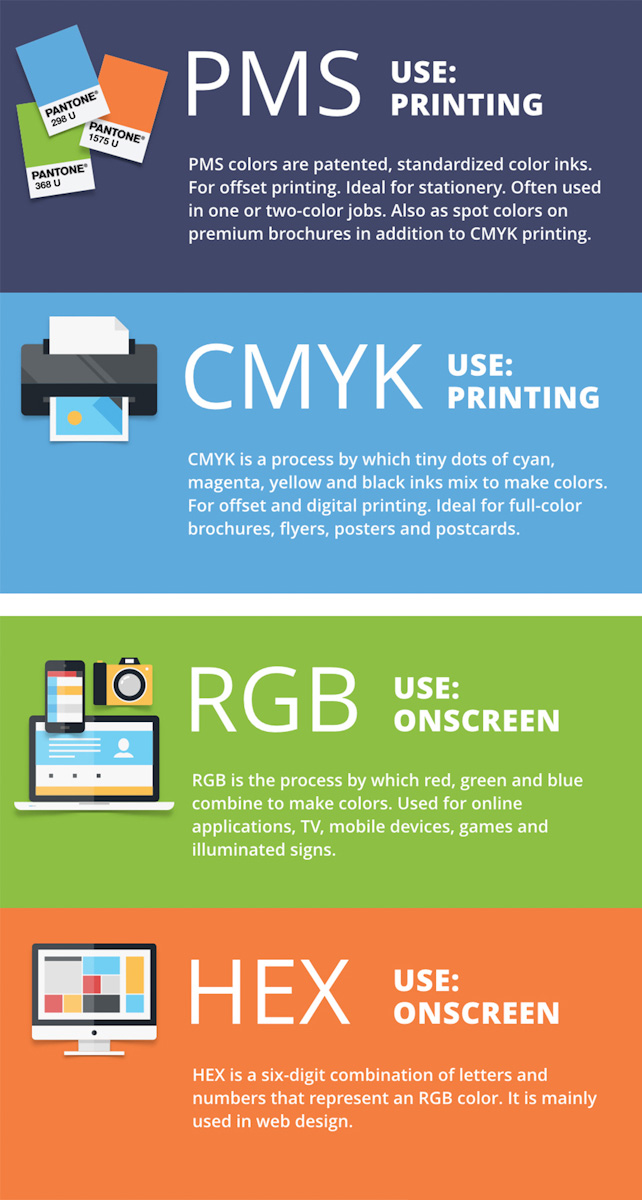 PANTONE®
298 U
PANTONE®
1575 U
PANTONE®
368 U
PMS
USE:
PRINTING
PMS colors are patented, standardized color inks.
For offset printing. Ideal for stationery. Often used
in one or two-color jobs. Also as spot colors on
premium brochures in addition to CMYK printing.
CMYK
USE:
PRINTING
CMYK is a process by which tiny dots of cyan,
magenta, yellow and black inks mix to make colors.
For offset and digital printing. Ideal for full-color
brochures, flyers, posters and postcards.
RGB
USE:
ONSCREEN
RGB is the process by which red, green and blue
combine to make colors. Used for online
applications, TV, mobile devices, games and
illuminated signs.
HEX
USE:
ONSCREEN
HEX is a six-digit combination of letters and
numbers that represent an RGB color. It is mainly
used in web design.